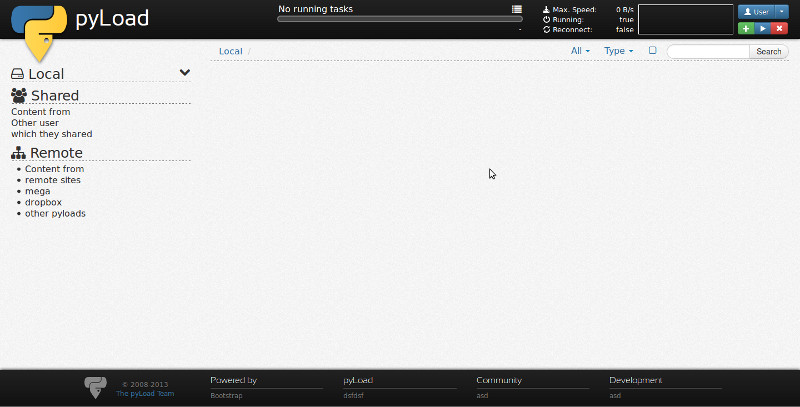 pyLoad
No running tasks
-
Max. Speed: 0 B/s
Running: true
Reconnect: false
User
Local
Shared
Content from
Other user
which they shared
Remote
Content from
remote sites
mega
dropbox
other pyloads
Local /
All
Type
Search
© 2008-2013
The pyLoad Team
Powered by
Bootstrap
pyLoad
dsfdsf
Community
asd
Development
asd